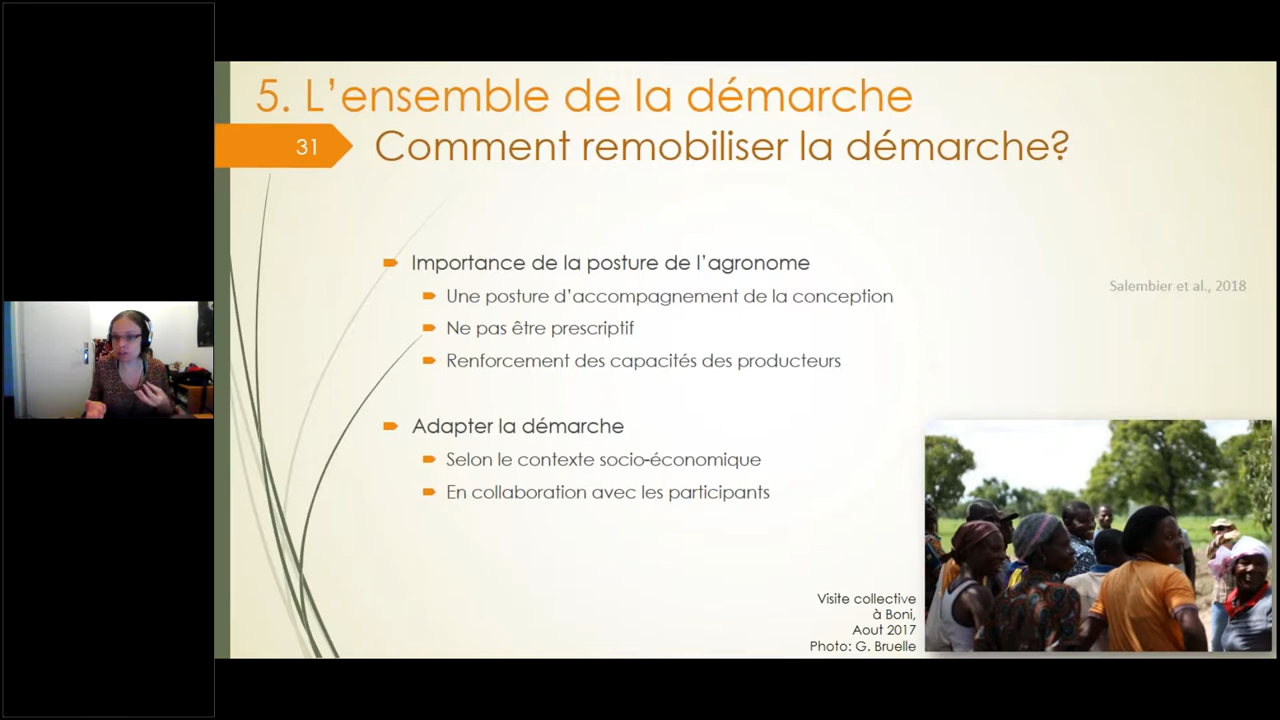 5. L'ensemble de la démarche
31
Comment remobiliser la démarche?
Importance de la posture de l'agronome
Une posture d'accompagnement de la conception
Ne pas être prescriptif
Renforcement des capacités des producteurs
Salembier et al., 2018
Adapter la démarche
Selon le contexte socio-économique
En collaboration avec les participants
Visite collective
à Boni,
Aout 2017
Photo: G. Bruelle